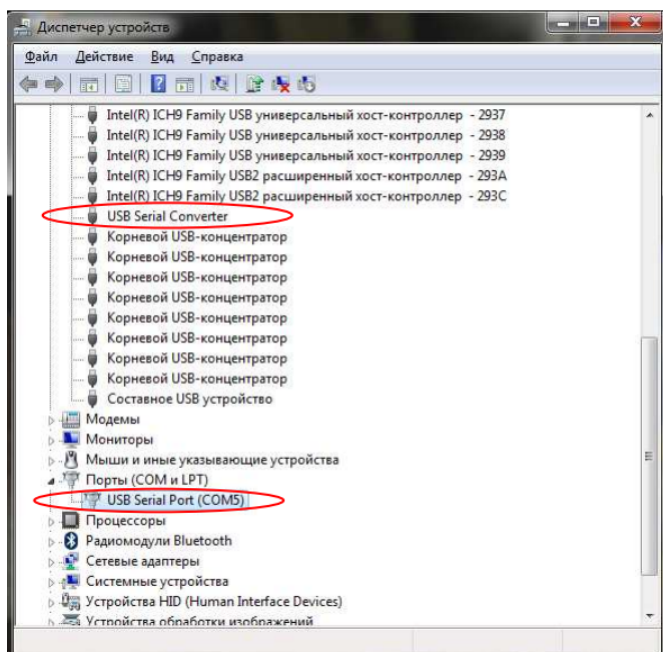 Диспетчер устройств
Файл Действие Вид Справка
Intel(R) ICH9 Family USB универсальный хост-контроллер - 2937
Intel(R) ICH9 Family USB универсальный хост-контроллер - 2938
Intel(R) ICH9 Family USB универсальный хост-контроллер - 2939
Intel(R) ICH9 Family USB2 расширенный хост-контроллер - 293A
Intel(R) ICH9 Family USB2 расширенный хост-контроллер - 293C
USB Serial Converter
Корневой USB-концентратор
Корневой USB-концентратор
Корневой USB-концентратор
Корневой USB-концентратор
Корневой USB-концентратор
Корневой USB-концентратор
Корневой USB-концентратор
Корневой USB-концентратор
Составное USB устройство
Модемы
Мониторы
Мыши и иные указывающие устройства
Порты (COM и LPT)
USB Serial Port (COM5)
Процессоры
Радиомодули Bluetooth
Сетевые адаптеры
Системные устройства
Устройства HID (Human Interface Devices)
Устройства обработки изображений